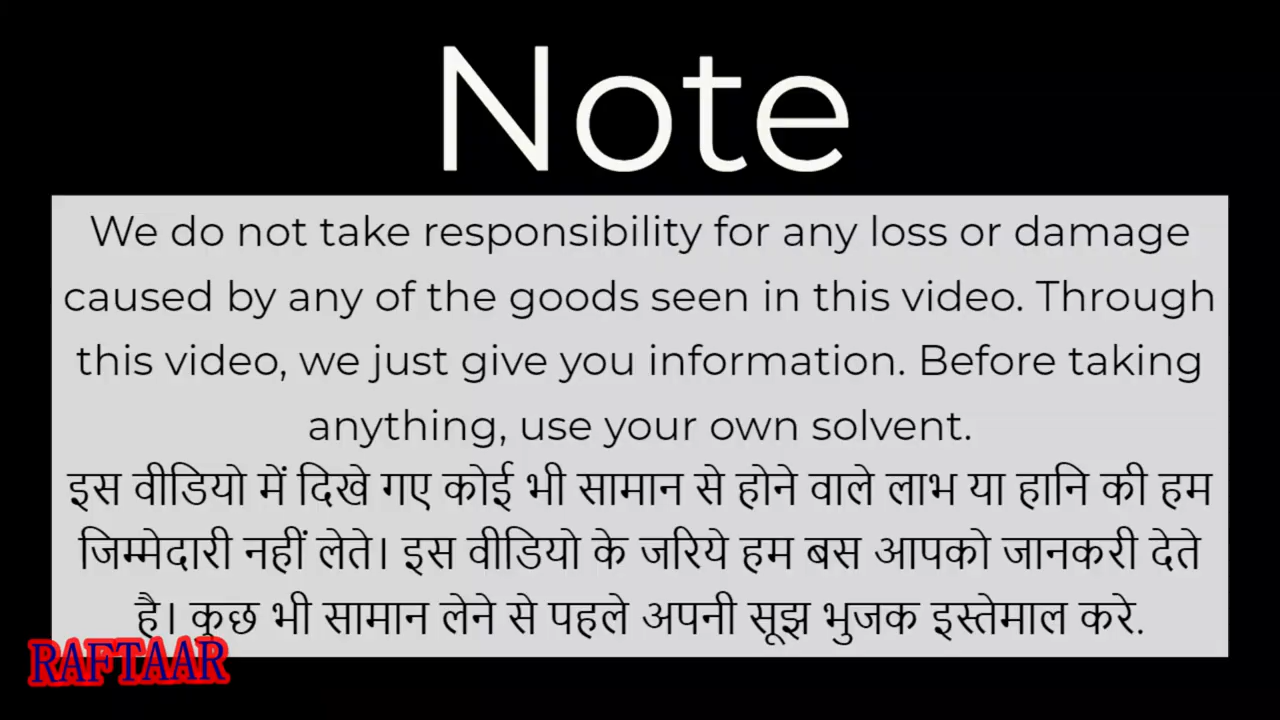 Note
We do not take responsibility for any loss or damage
caused by any of the goods seen in this video. Through
this video, we just give you information. Before taking
anything, use your own solvent.
इस वीडियो में दिखे गए कोई भी सामान से होने वाले लाभ या हानि की हम
जिम्मेदारी नहीं लेते। इस वीडियो के जरिये हम बस आपको जानकरी देते
है। कुछ भी सामान लेने से पहले अपनी सूझ भुजक इस्तेमाल करे.
RAFTAAR